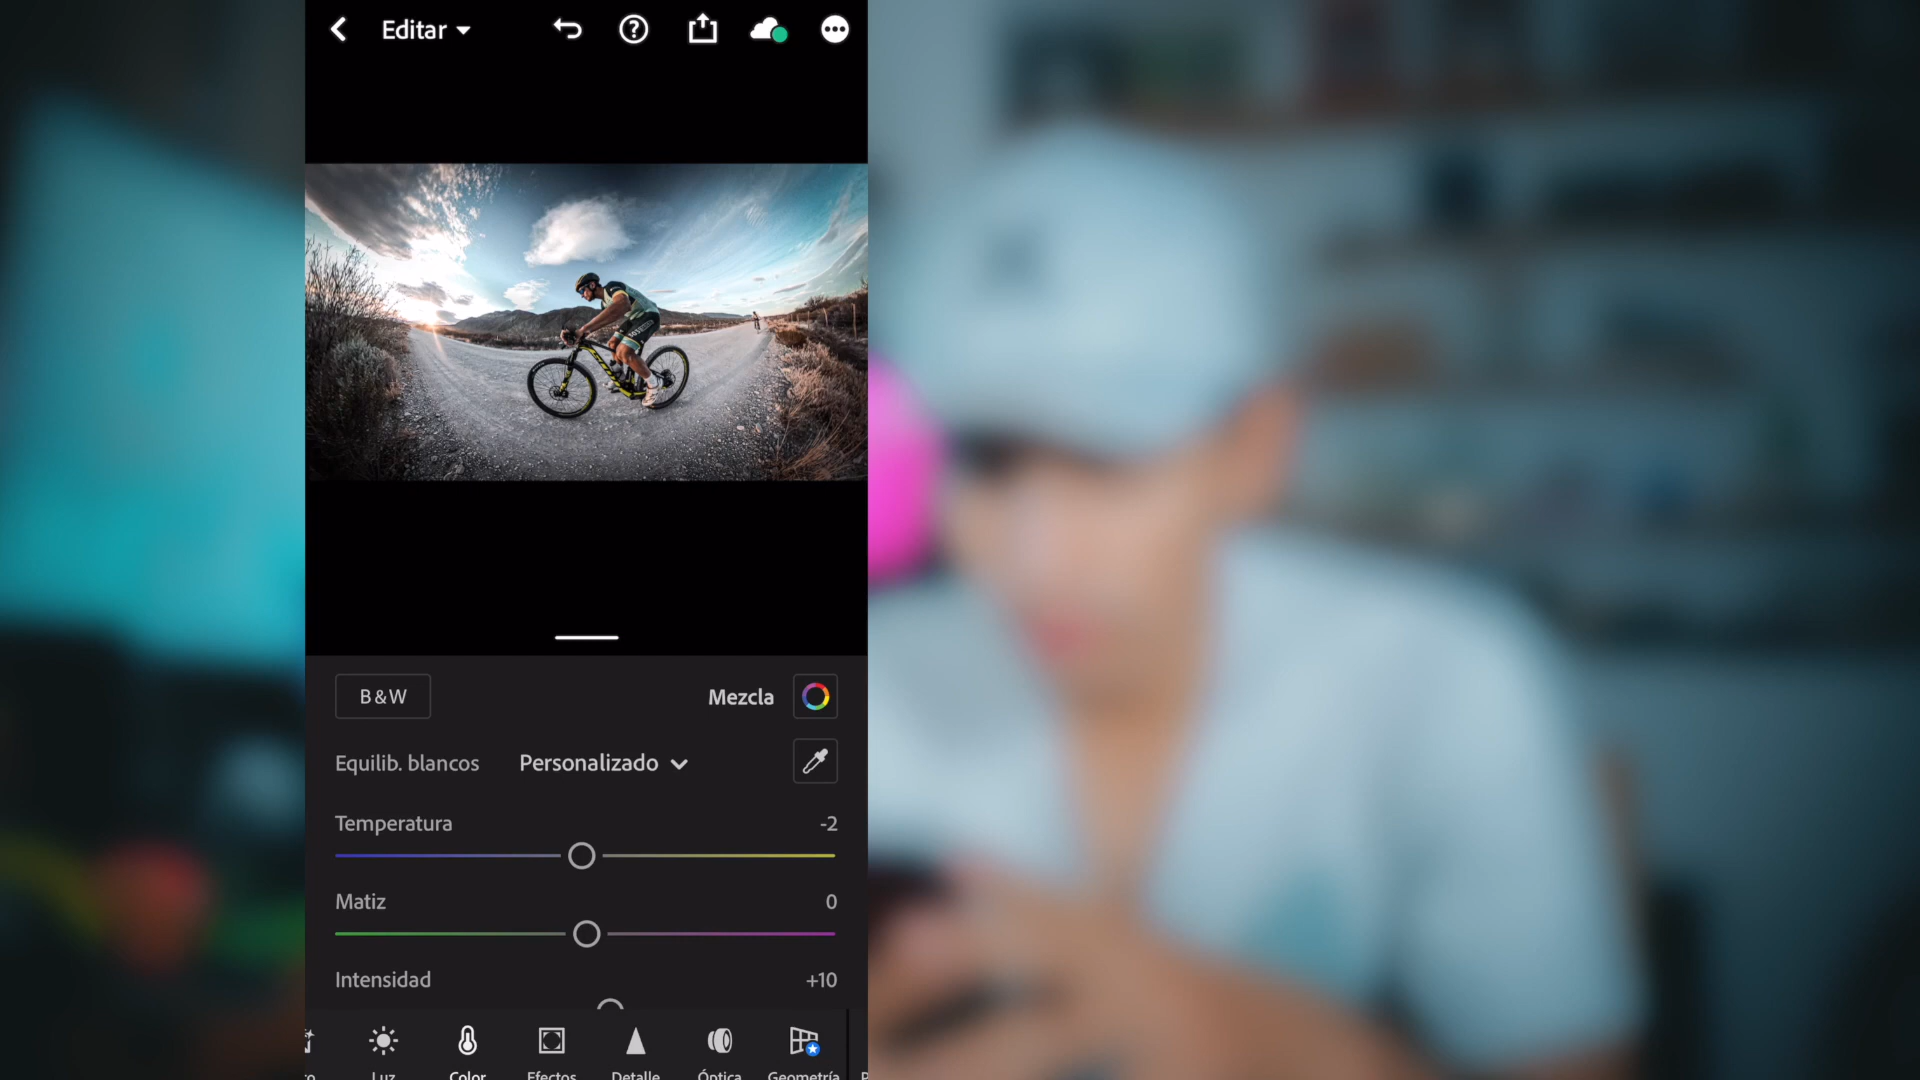 Editar
B&W
Mezcla
Equilib. blancos
Personalizado
Temperatura
-2
Matiz
0
Intensidad
+10
Luz
Color
Efectos
Detalle
Óptica
Geometría